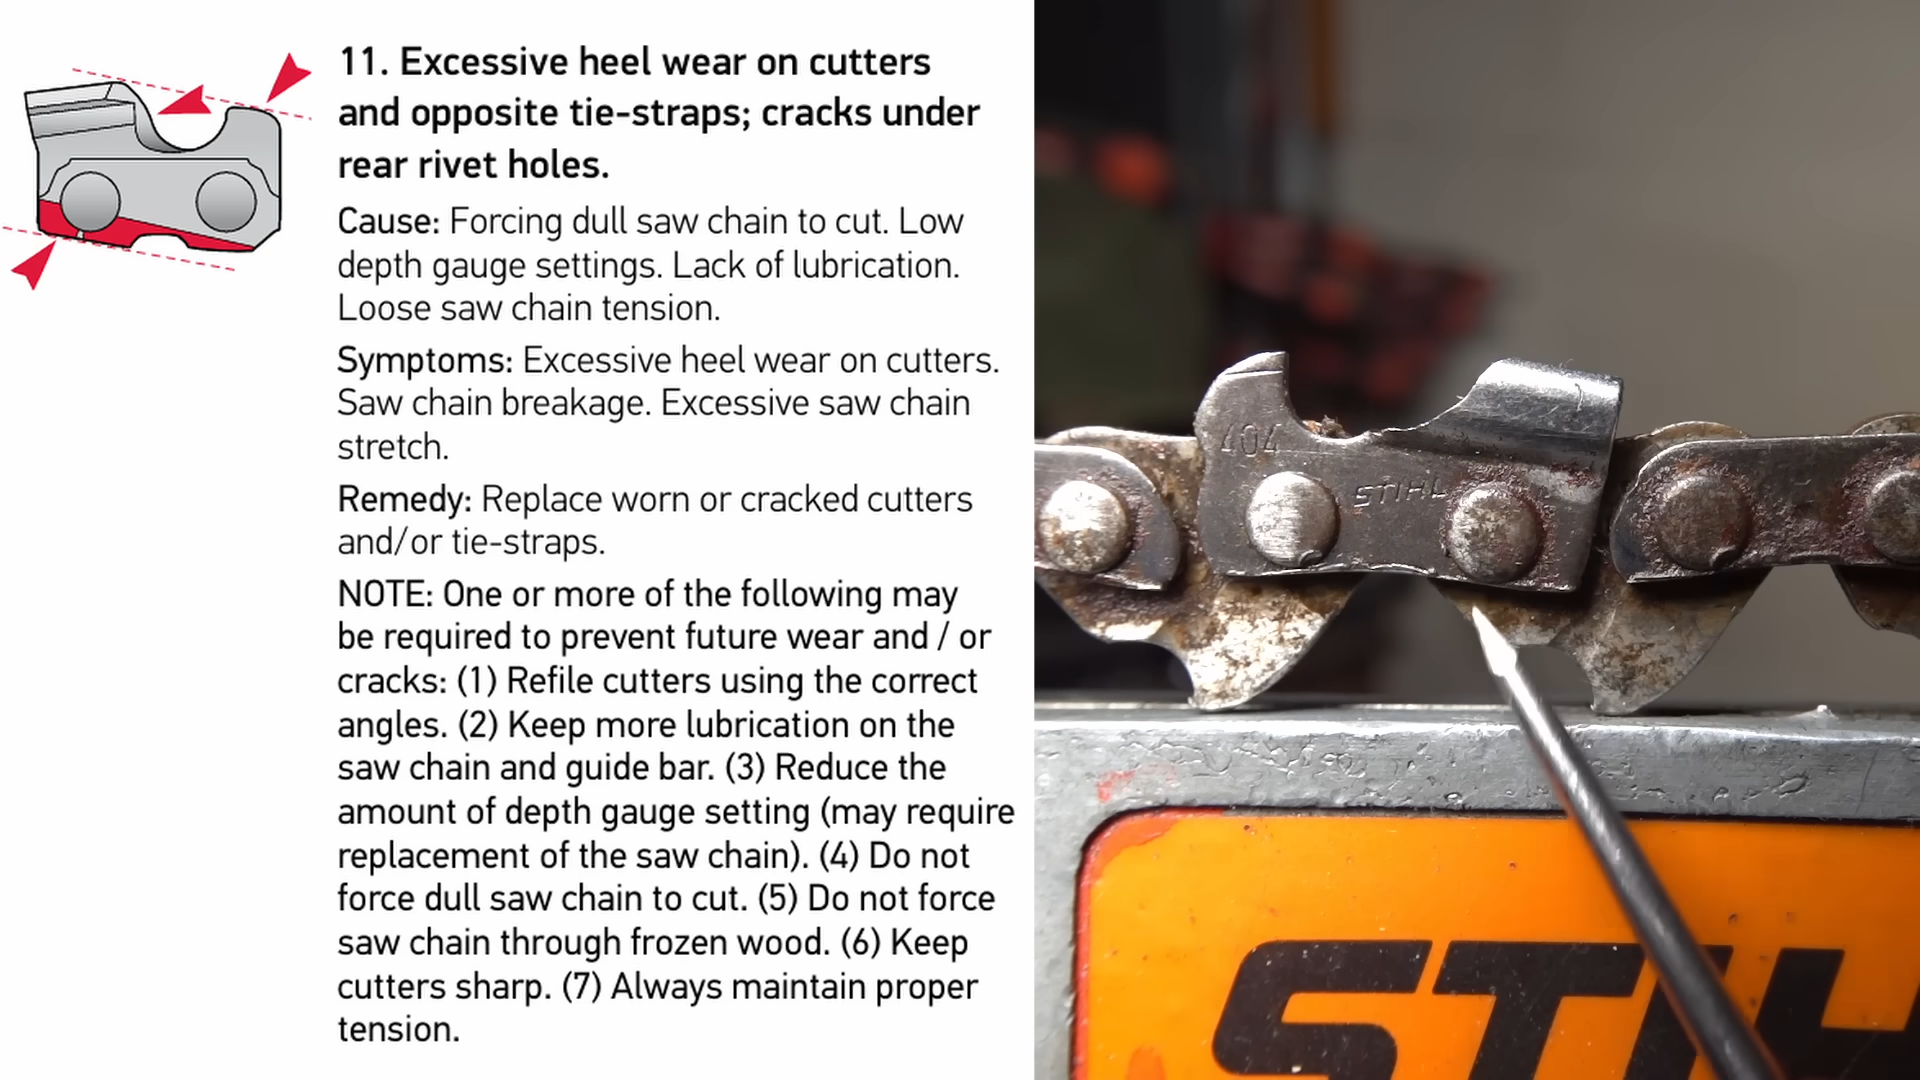 11. Excessive heel wear on cutters
and opposite tie-straps; cracks under
rear rivet holes.
Cause: Forcing dull saw chain to cut. Low
depth gauge settings. Lack of lubrication.
Loose saw chain tension.
Symptoms: Excessive heel wear on cutters.
Saw chain breakage. Excessive saw chain
stretch.
Remedy: Replace worn or cracked cutters
and/or tie-straps.
NOTE: One or more of the following may
be required to prevent future wear and / or
cracks: (1) Refile cutters using the correct
angles. (2) Keep more lubrication on the
saw chain and guide bar. (3) Reduce the
amount of depth gauge setting (may require
replacement of the saw chain). (4) Do not
force dull saw chain to cut. (5) Do not force
saw chain through frozen wood. (6) Keep
cutters sharp. (7) Always maintain proper
tension.
404
STIHL
STIH